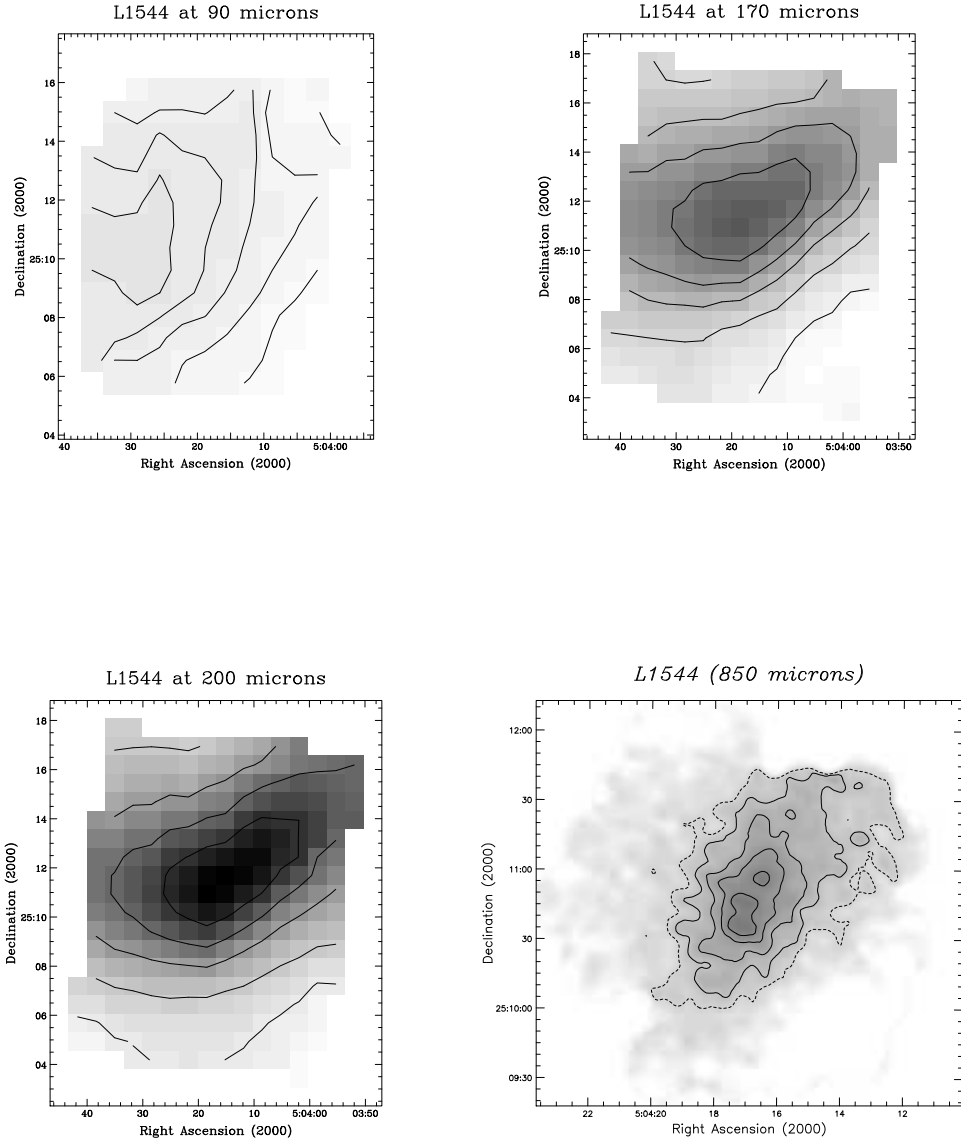 L1544 at 90 microns
16
14
12
25:10
08
06
04
Declination (2000)
40 30 20 10 5:04:00
Right Ascension (2000)
L1544 at 170 microns
18
16
14
12
25:10
08
06
04
Declination (2000)
40 30 20 10 5:04:00 03:50
Right Ascension (2000)
L1544 at 200 microns
18
16
14
12
25:10
08
06
04
Declination (2000)
40 30 20 10 5:04:00 03:50
Right Ascension (2000)
L1544 (850 microns)
12:00
30
11:00
30
25:10:00
09:30
Declination (2000)
22 5:04:20 18 16 14 12
Right Ascension (2000)